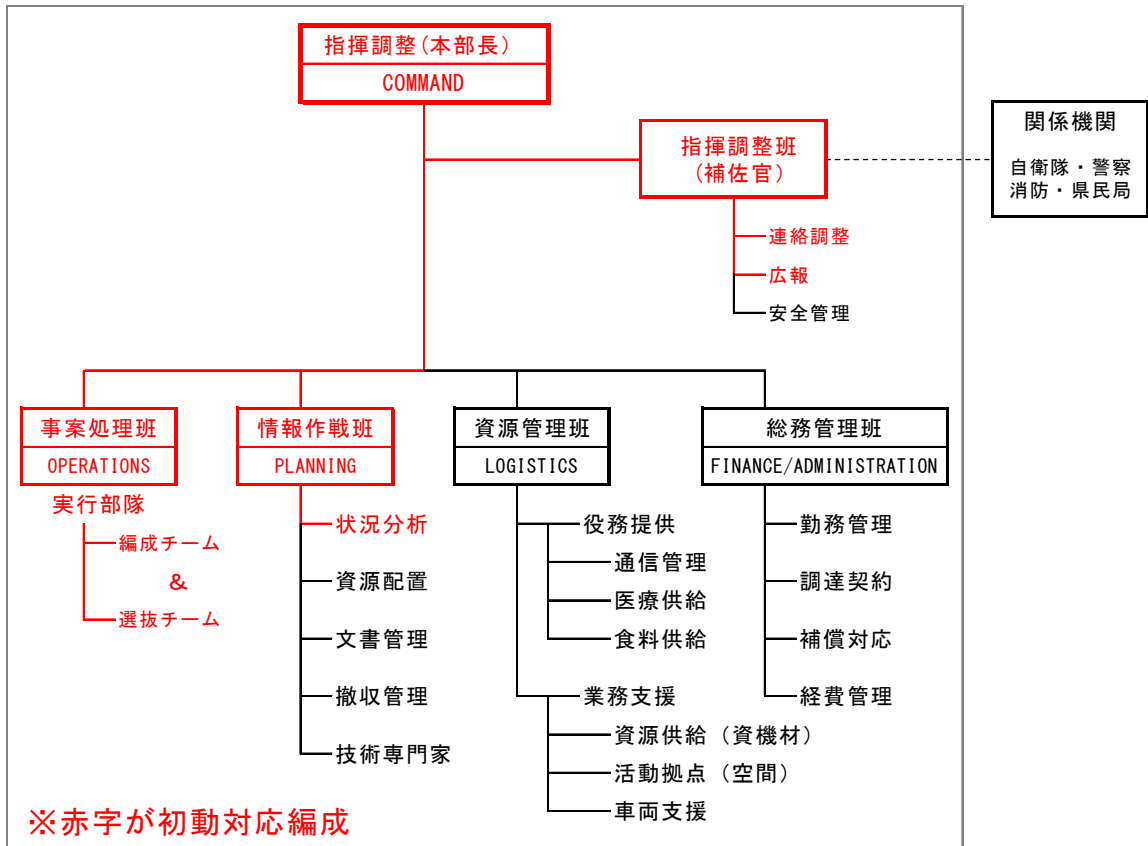 指揮調整(本部長)
COMMAND
指揮調整班
(補佐官)
連絡調整
広報
安全管理
関係機関
自衛隊・警察
消防・県民局
事案処理班
OPERATIONS
実行部隊
編成チーム
&
選抜チーム
情報作戦班
PLANNING
状況分析
資源配置
文書管理
撤収管理
技術専門家
資源管理班
LOGISTICS
役務提供
通信管理
医療供給
食料供給
業務支援
資源供給(資機材)
活動拠点(空間)
車両支援
総務管理班
FINANCE/ADMINISTRATION
勤務管理
調達契約
補償対応
経費管理
※赤字が初動対応編成